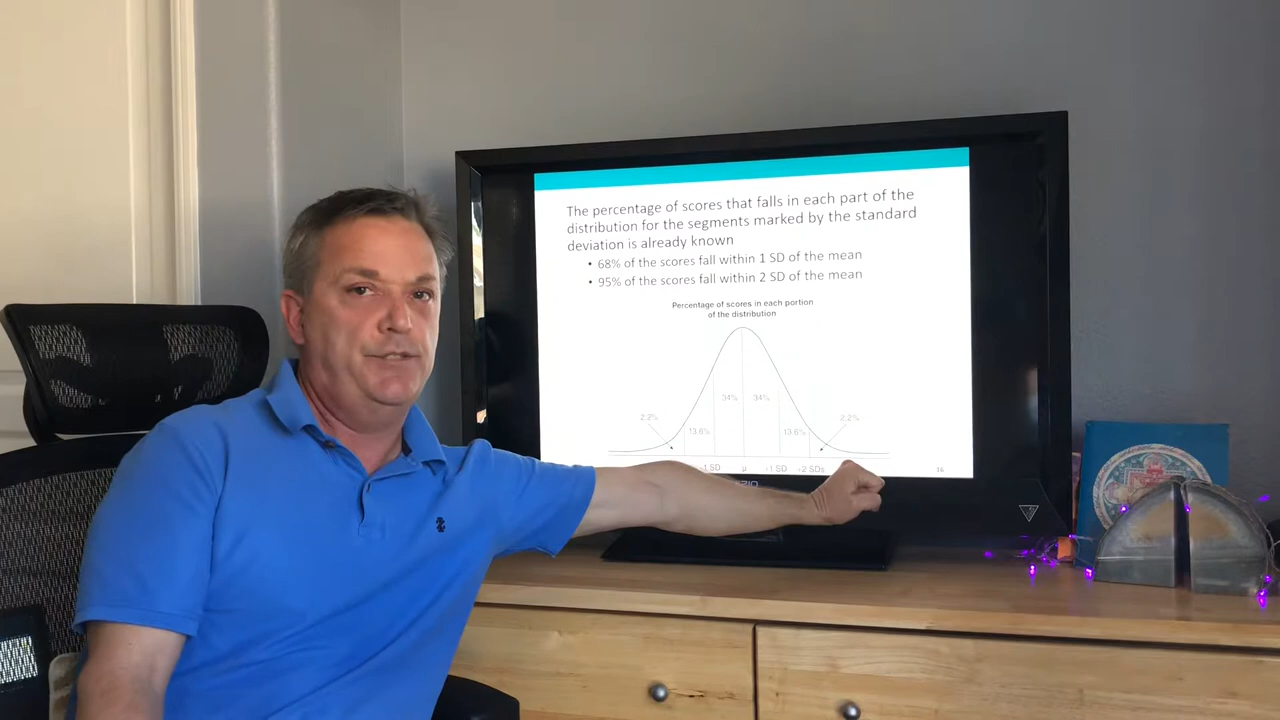 The percentage of scores that falls in each part of the
distribution for the segments marked by the standard
deviation is already known
• 68% of the scores fall within 1 SD of the mean
• 95% of the scores fall within 2 SD of the mean
Percentage of scores in each portion
of the distribution
34% 34%
2.2% 2.2%
13.6% 13.6%
-1 SD μ +1 SD +2 SDs
16